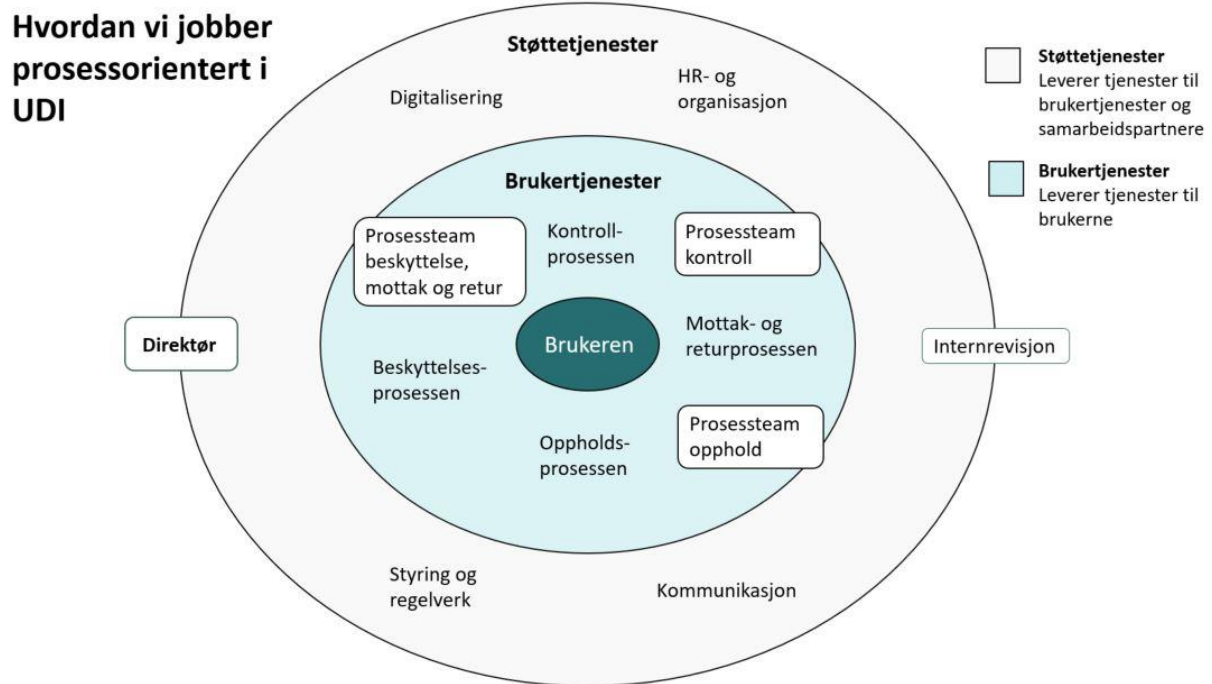 Hvordan vi jobber
prosessorientert i
UDI
Støttetjenester
Digitalisering
HR- og
organisasjon
Brukertjenester
Prosessteam
beskyttelse,
mottak og retur
Kontroll-
prosessen
Prosessteam
kontroll
Direktør
Brukeren
Mottak- og
returprosessen
Internrevisjon
Beskyttelses-
prosessen
Oppholds-
prosessen
Prosessteam
opphold
Styring og
regelverk
Kommunikasjon
Støttetjenester
Leverer tjenester til
brukertjenester og
samarbeidspartnere
Brukertjenester
Leverer tjenester til
brukerne